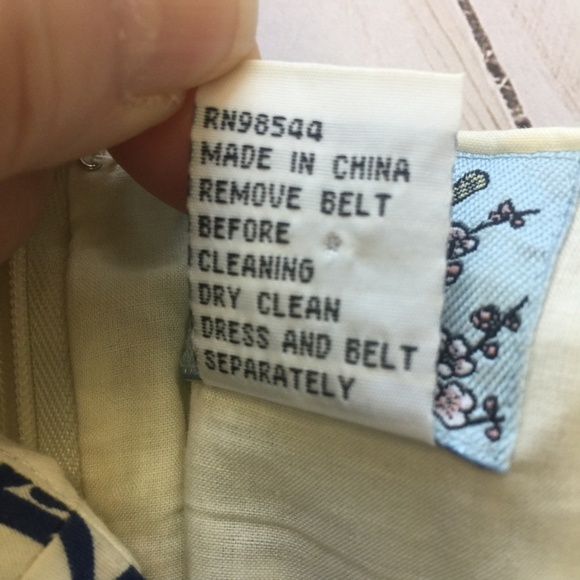 RN98544
MADE IN CHINA
REMOVE BELT
BEFORE
CLEANING
DRY CLEAN
DRESS AND BELT
SEPARATELY